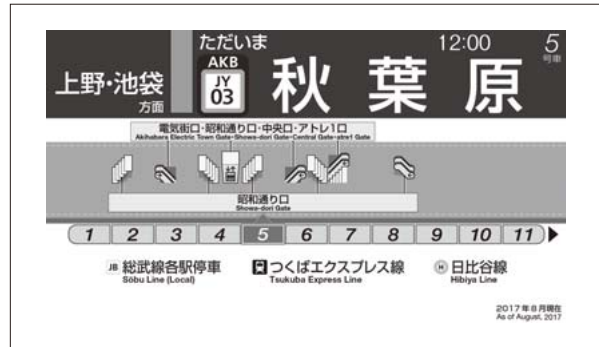 ただいま 12:00 5
号車
上野・池袋
方面
AKB
JY
03
秋葉原
電気街口・昭和通り口・中央口・アトレ1口
Akihabara Electric Town Gate・Showa-dori Gate・Central Gate・atre1 Gate
昭和通り口
Showa-dori Gate
1 2 3 4 5 6 7 8 9 10 11
JB 総武線各駅停車
Sōbu Line (Local)
つくばエクスプレス線
Tsukuba Express Line
H 日比谷線
Hibiya Line
2017年8月現在
As of August, 2017